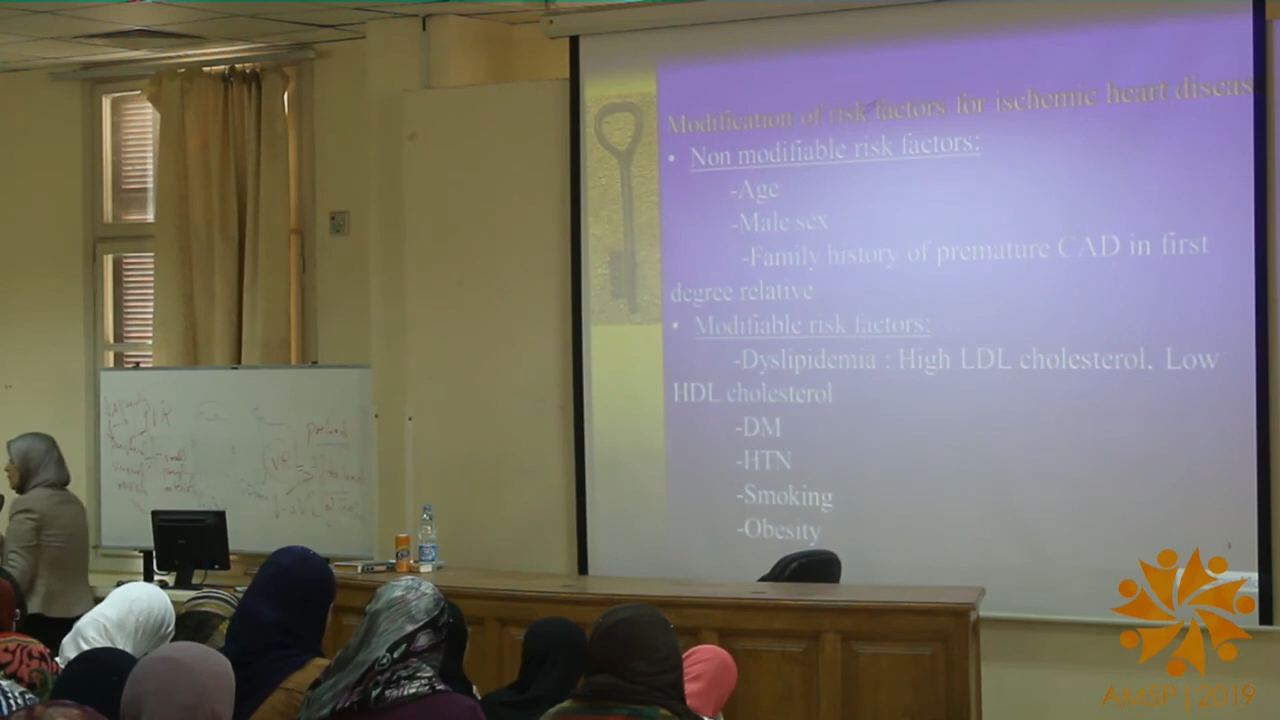 Modification of risk factors for ischemic heart diseas
• Non modifiable risk factors:
-Age
-Male sex
-Family history of premature CAD in first
degree relative
• Modifiable risk factors:
-Dyslipidemia : High LDL cholesterol, Low
HDL cholesterol
-DM
-HTN
-Smoking
-Obesity
AMSP | 2019